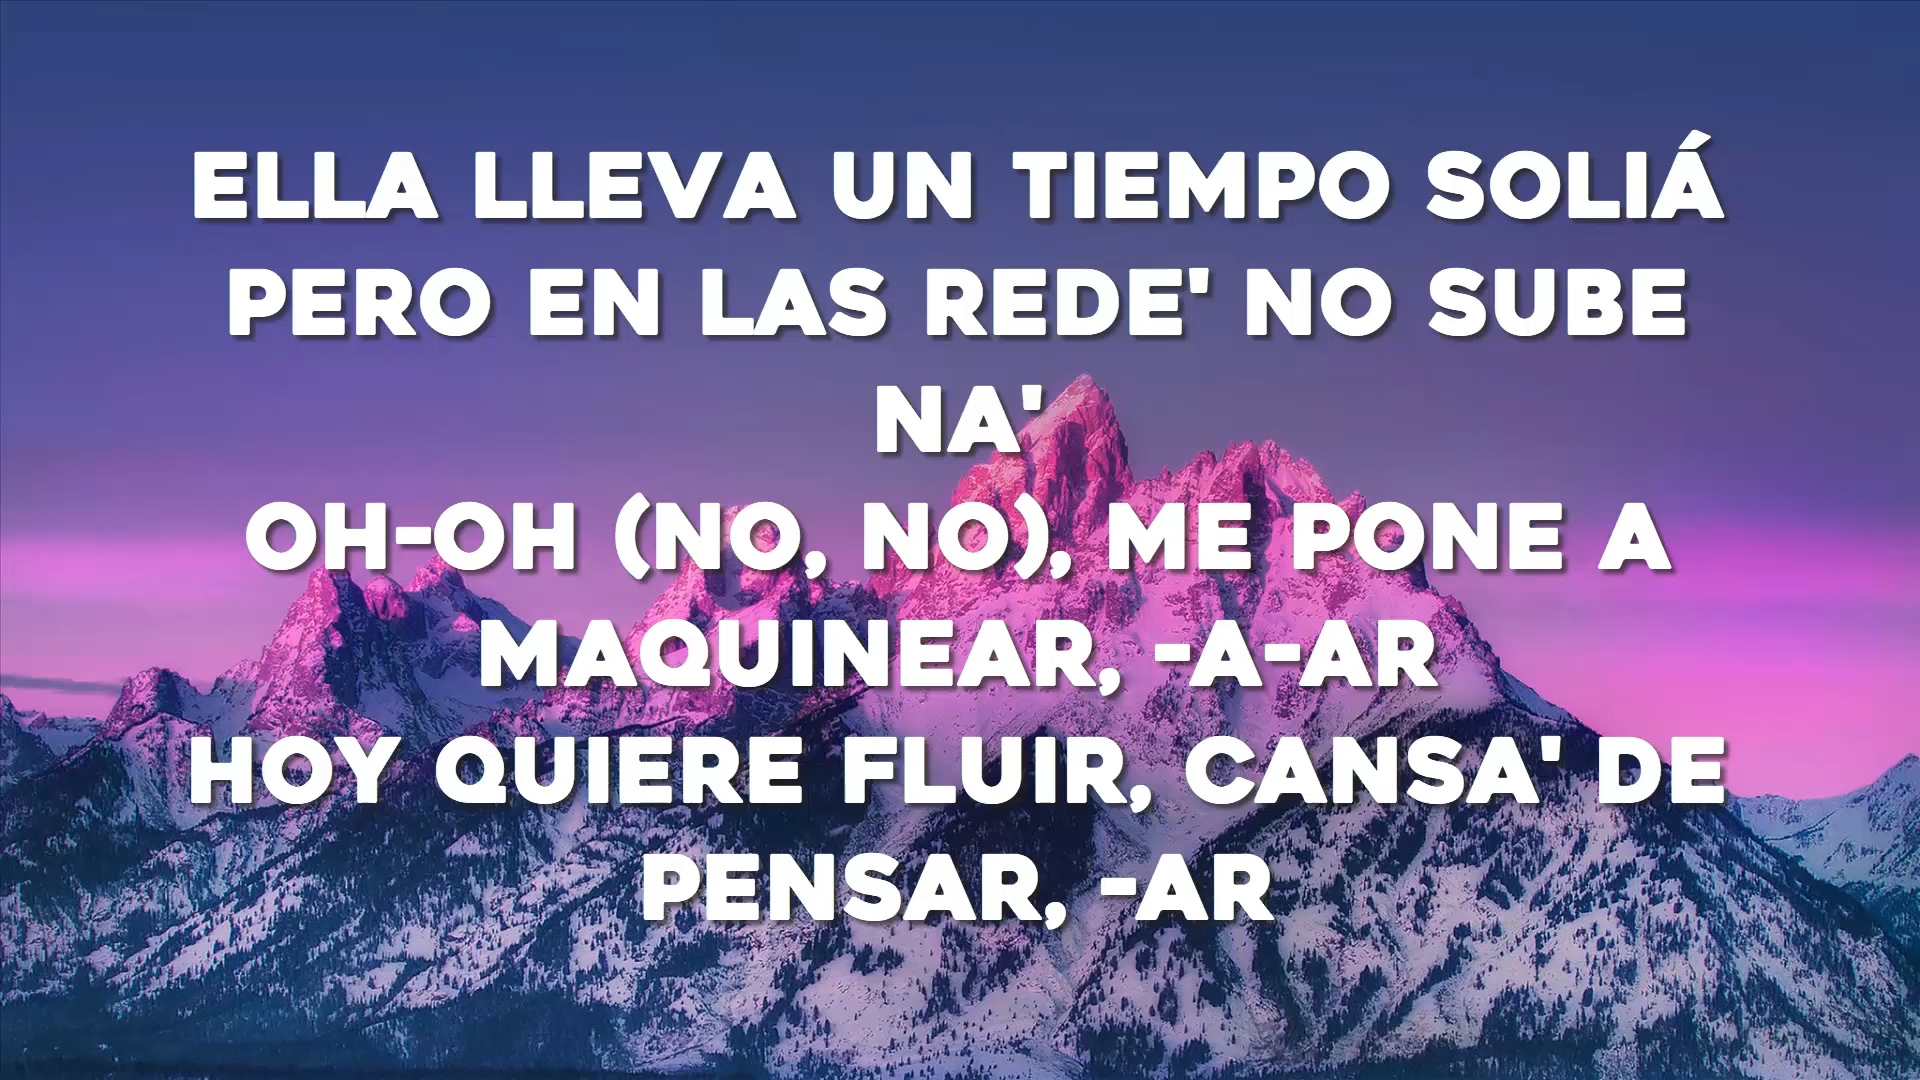 ELLA LLEVA UN TIEMPO SOLIÁ
PERO EN LAS REDE' NO SUBE
NA'
OH-OH (NO, NO), ME PONE A
MAQUINEAR, -A-AR
HOY QUIERE FLUIR, CANSA' DE
PENSAR, -AR